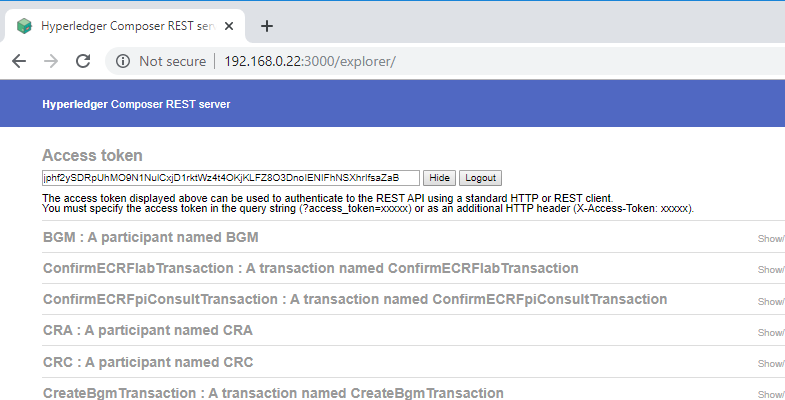 Hyperledger Composer REST ser
Not secure
192.168.0.22:3000/explorer/
Hyperledger Composer REST server
Access token
Hide
Logout
The access token displayed above can be used to authenticate to the REST API using a standard HTTP or REST client.
You must specify the access token in the query string (?access_token=xxxxx) or as an additional HTTP header (X-Access-Token: xxxxx).
BGM : A participant named BGM
Show/
ConfirmECRFlabTransaction : A transaction named ConfirmECRFlabTransaction
Show/
ConfirmECRFpiConsultTransaction : A transaction named ConfirmECRFpiConsultTransaction
Show/
CRA : A participant named CRA
Show/
CRC : A participant named CRC
Show/
CreateBgmTransaction : A transaction named CreateBgmTransaction
Show/